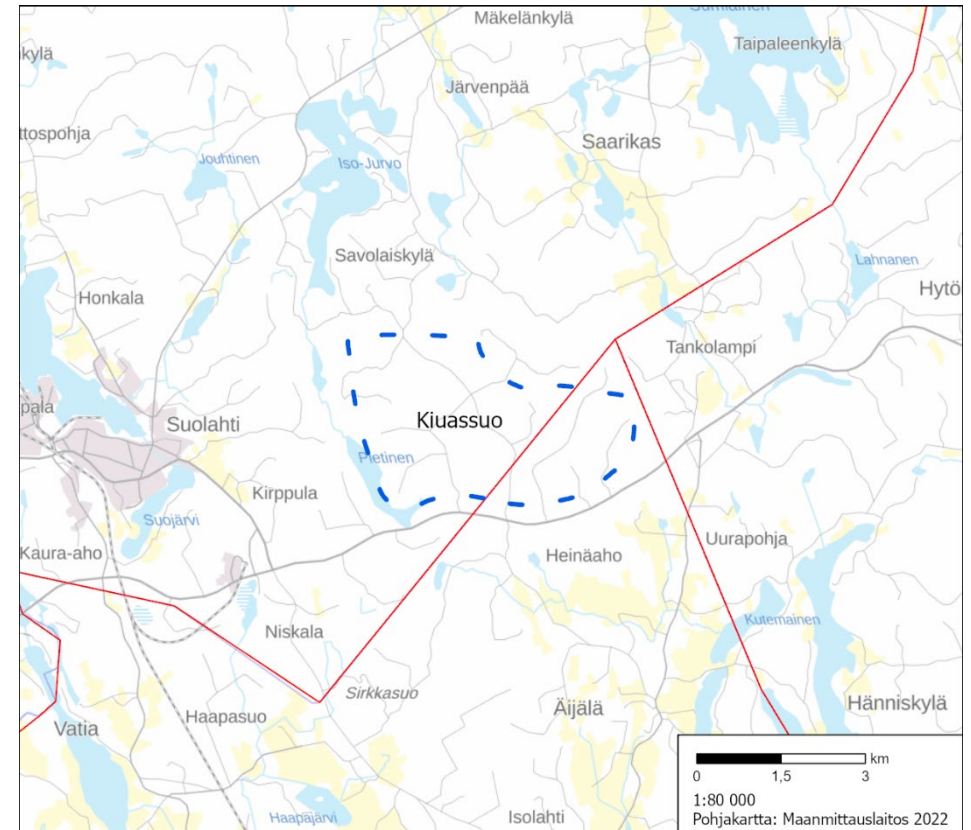 Mäkelänkylä
Sumiainen
kylä
Taipaleenkylä
Järvenpää
ttospohja
Saarikas
Jouhtinen
Iso-Jurvo
Savolaiskylä
Lahnanen
Honkala
Hytö
Tankolampi
pala
Kiuassuo
Suolahti
Pietinen
Kirppula
Suojärvi
Kaura-aho
Heinäaho
Uurapohja
Niskala
Kutemainen
Sirkkasuo
Haapasuo
Äijälä
Hänniskylä
Vatia
km
0 1,5 3
1:80 000
Haapajärvi
Isolahti
Pohjakartta: Maanmittauslaitos 2022